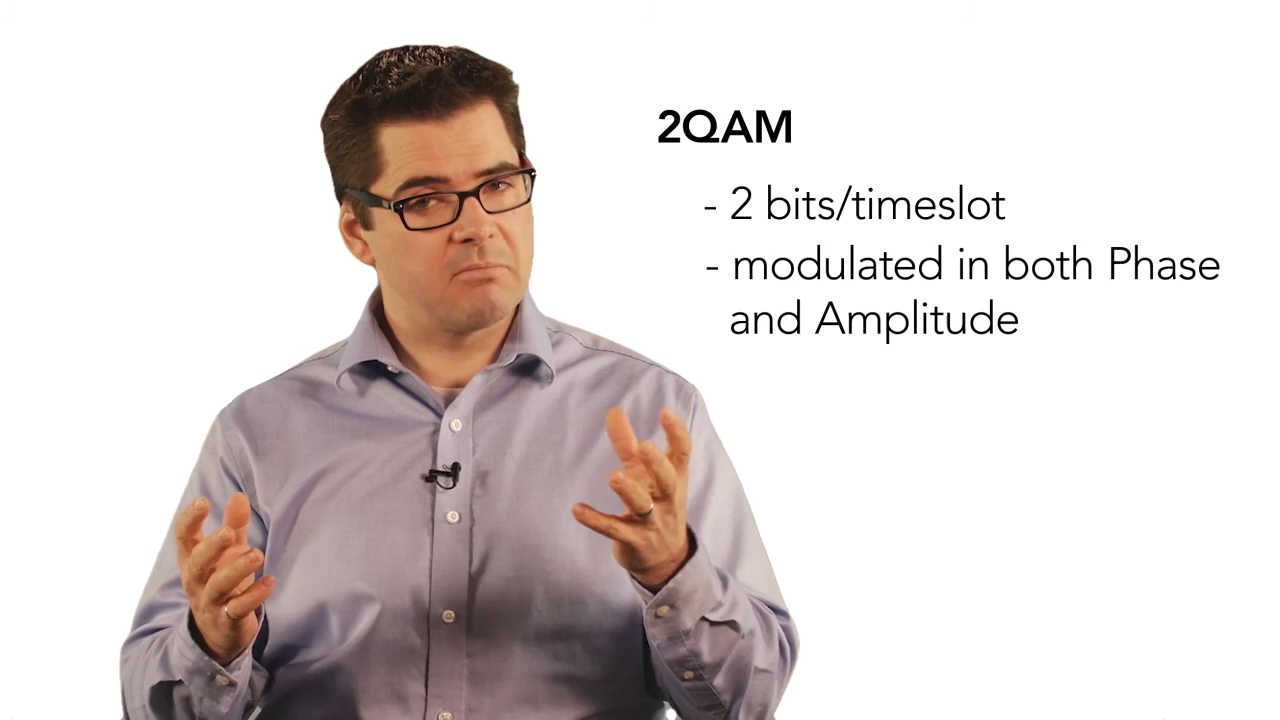 2QAM
- 2 bits/timeslot
- modulated in both Phase
and Amplitude